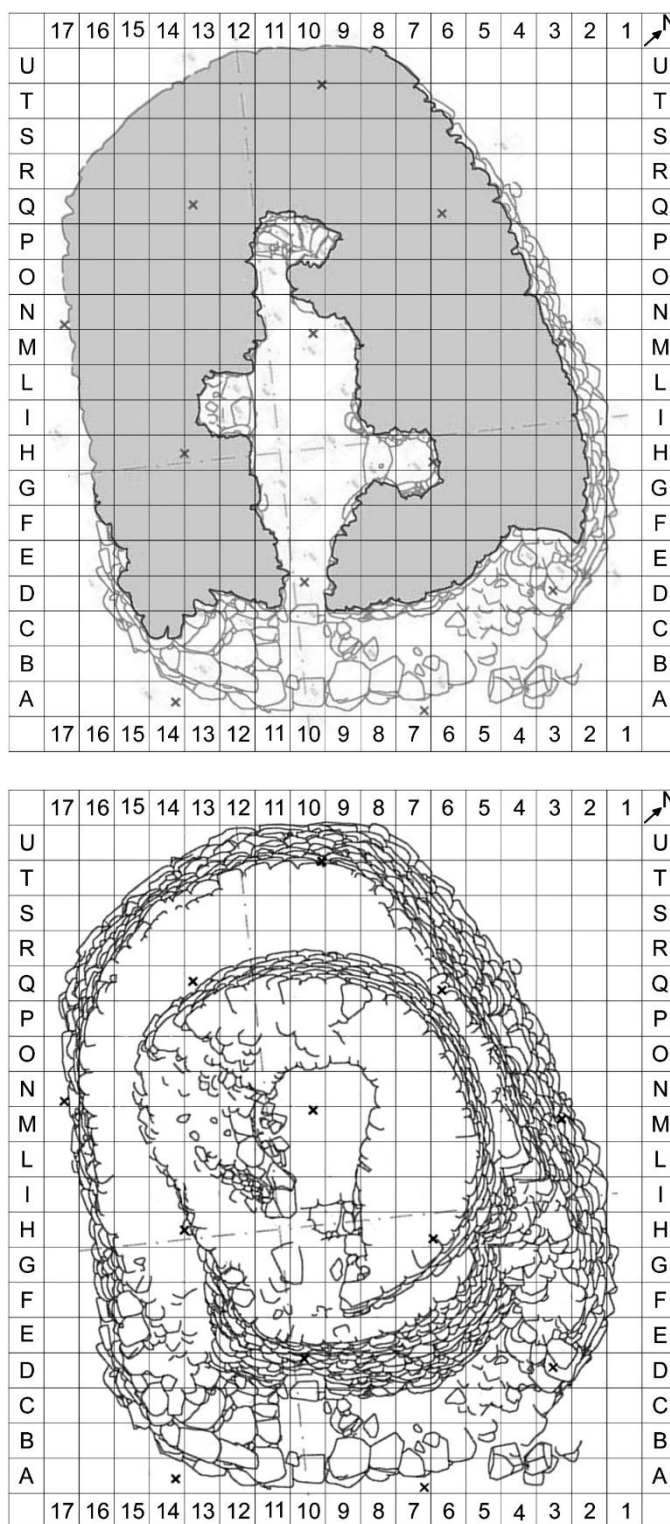 17 16 15 14 13 12 11 10 9 8 7 6 5 4 3 2 1 N
U U
T T
S S
R R
Q Q
P P
O O
N N
M M
L L
I I
H H
G G
F F
E E
D D
C C
B B
A A
17 16 15 14 13 12 11 10 9 8 7 6 5 4 3 2 1
17 16 15 14 13 12 11 10 9 8 7 6 5 4 3 2 1 N
U U
T T
S S
R R
Q Q
P P
O O
N N
M M
L L
I I
H H
G G
F F
E E
D D
C C
B B
A A
17 16 15 14 13 12 11 10 9 8 7 6 5 4 3 2 1